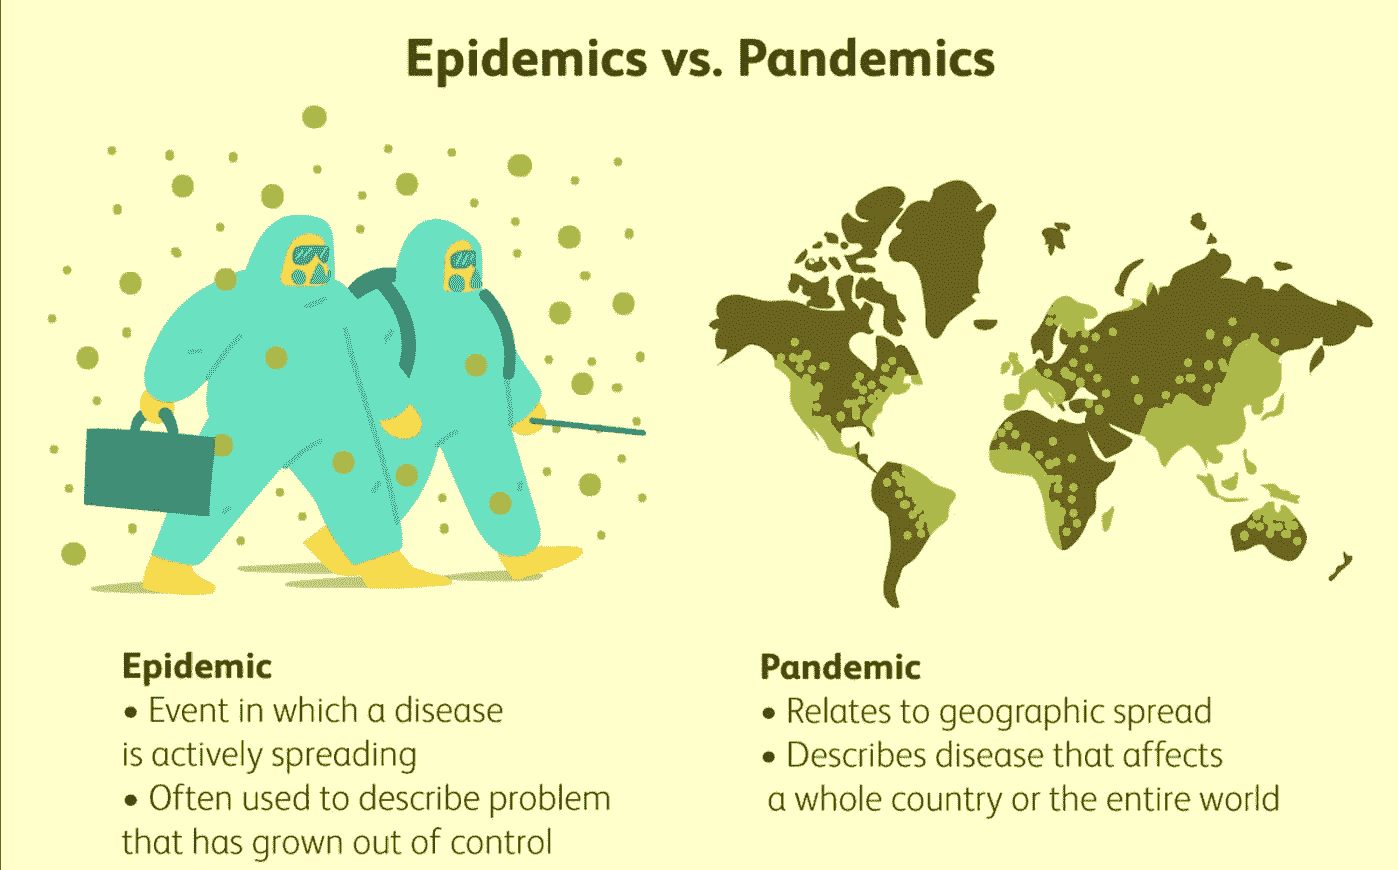 Epidemics vs. Pandemics
Epidemic
• Event in which a disease
is actively spreading
• Often used to describe problem
that has grown out of control
Pandemic
• Relates to geographic spread
• Describes disease that affects
a whole country or the entire world